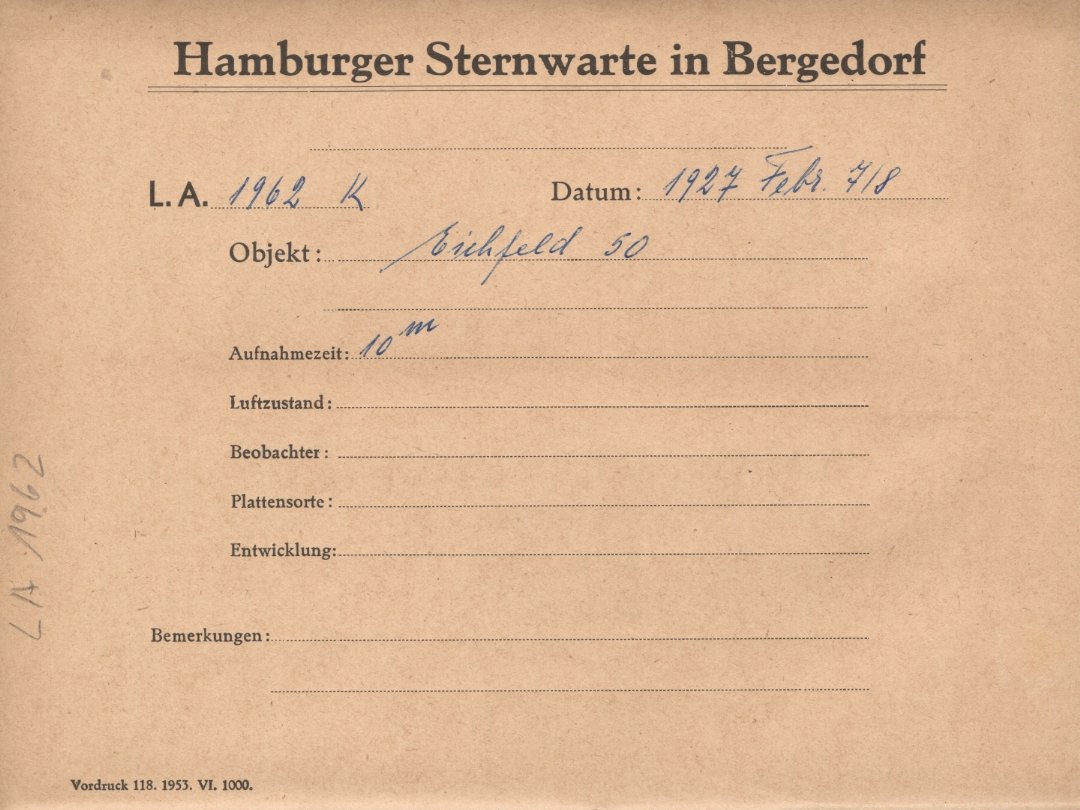 Hamburger Sternwarte in Bergedorf
L. A. 1962 K
Datum: 1927 Febr. 7/8
Objekt: Eichfeld 50
Aufnahmezeit: 10 m
Luftzustand:
Beobachter:
Plattensorte:
Entwicklung:
Bemerkungen:
LA 1962
Vordruck 118. 1953. VI. 1000.